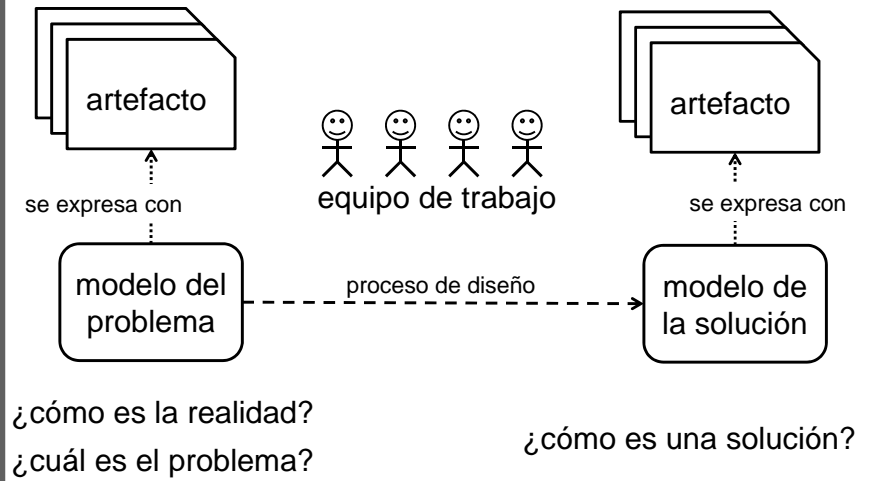 artefacto
artefacto
equipo de trabajo
se expresa con
se expresa con
modelo del
problema
proceso de diseño
modelo de
la solución
¿cómo es la realidad?
¿cuál es el problema?
¿cómo es una solución?